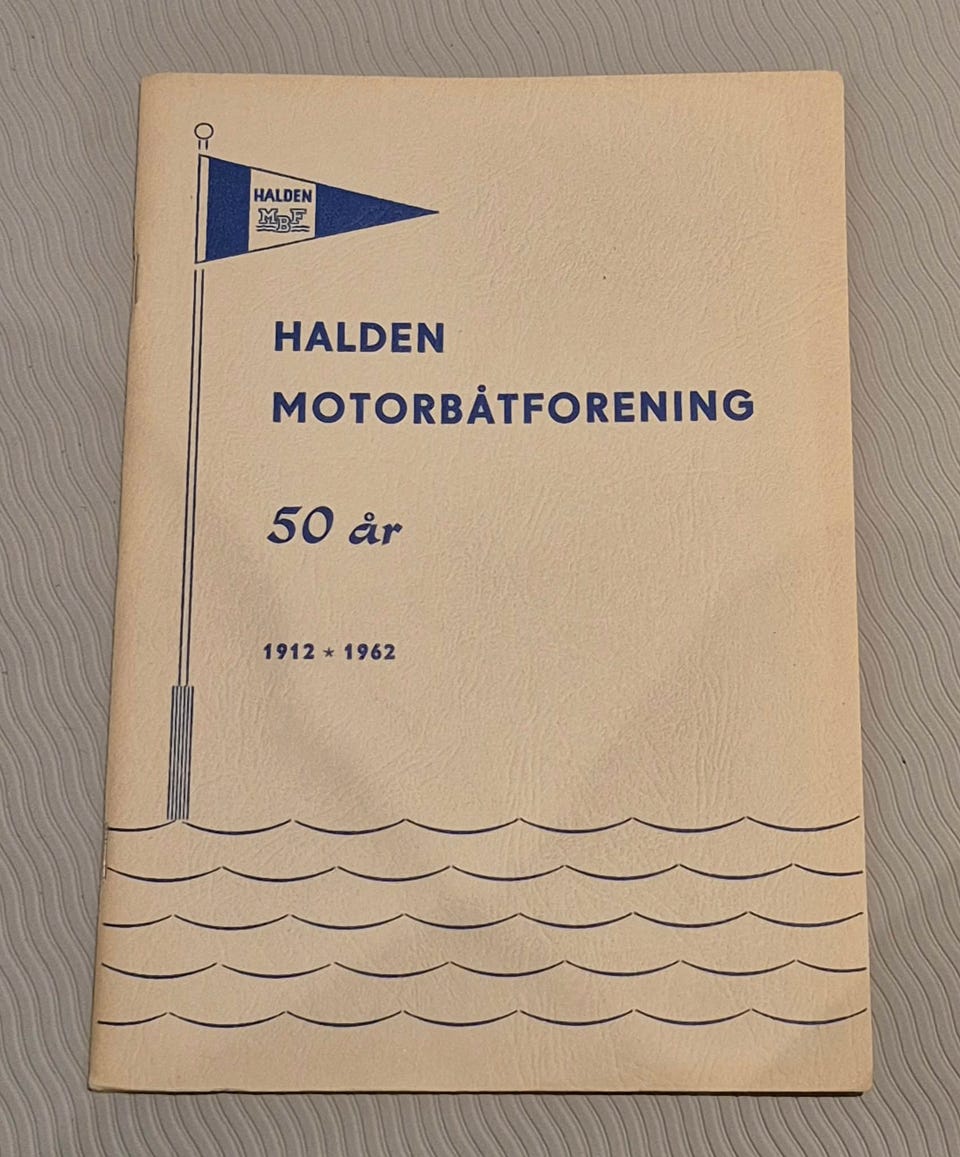 HALDEN
MBF
HALDEN
MOTORBÅTFORENING
50 år
1912 ★ 1962